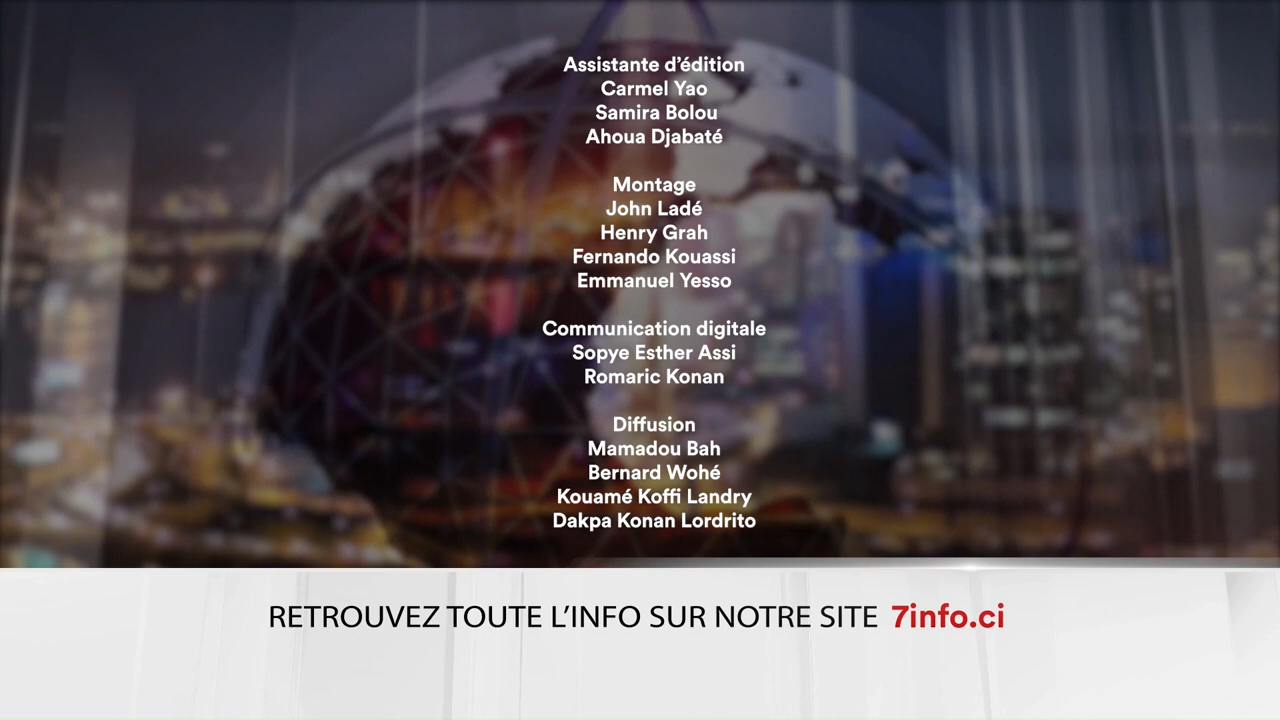 Assistante d’édition
Carmel Yao
Samira Bolou
Ahoua Djabaté
Montage
John Ladé
Henry Grah
Fernando Kouassi
Emmanuel Yesso
Communication digitale
Sopye Esther Assi
Romaric Konan
Diffusion
Mamadou Bah
Bernard Wohé
Kouamé Koffi Landry
Dakpa Konan Lordrito
RETROUVEZ TOUTE L’INFO SUR NOTRE SITE 7info.ci